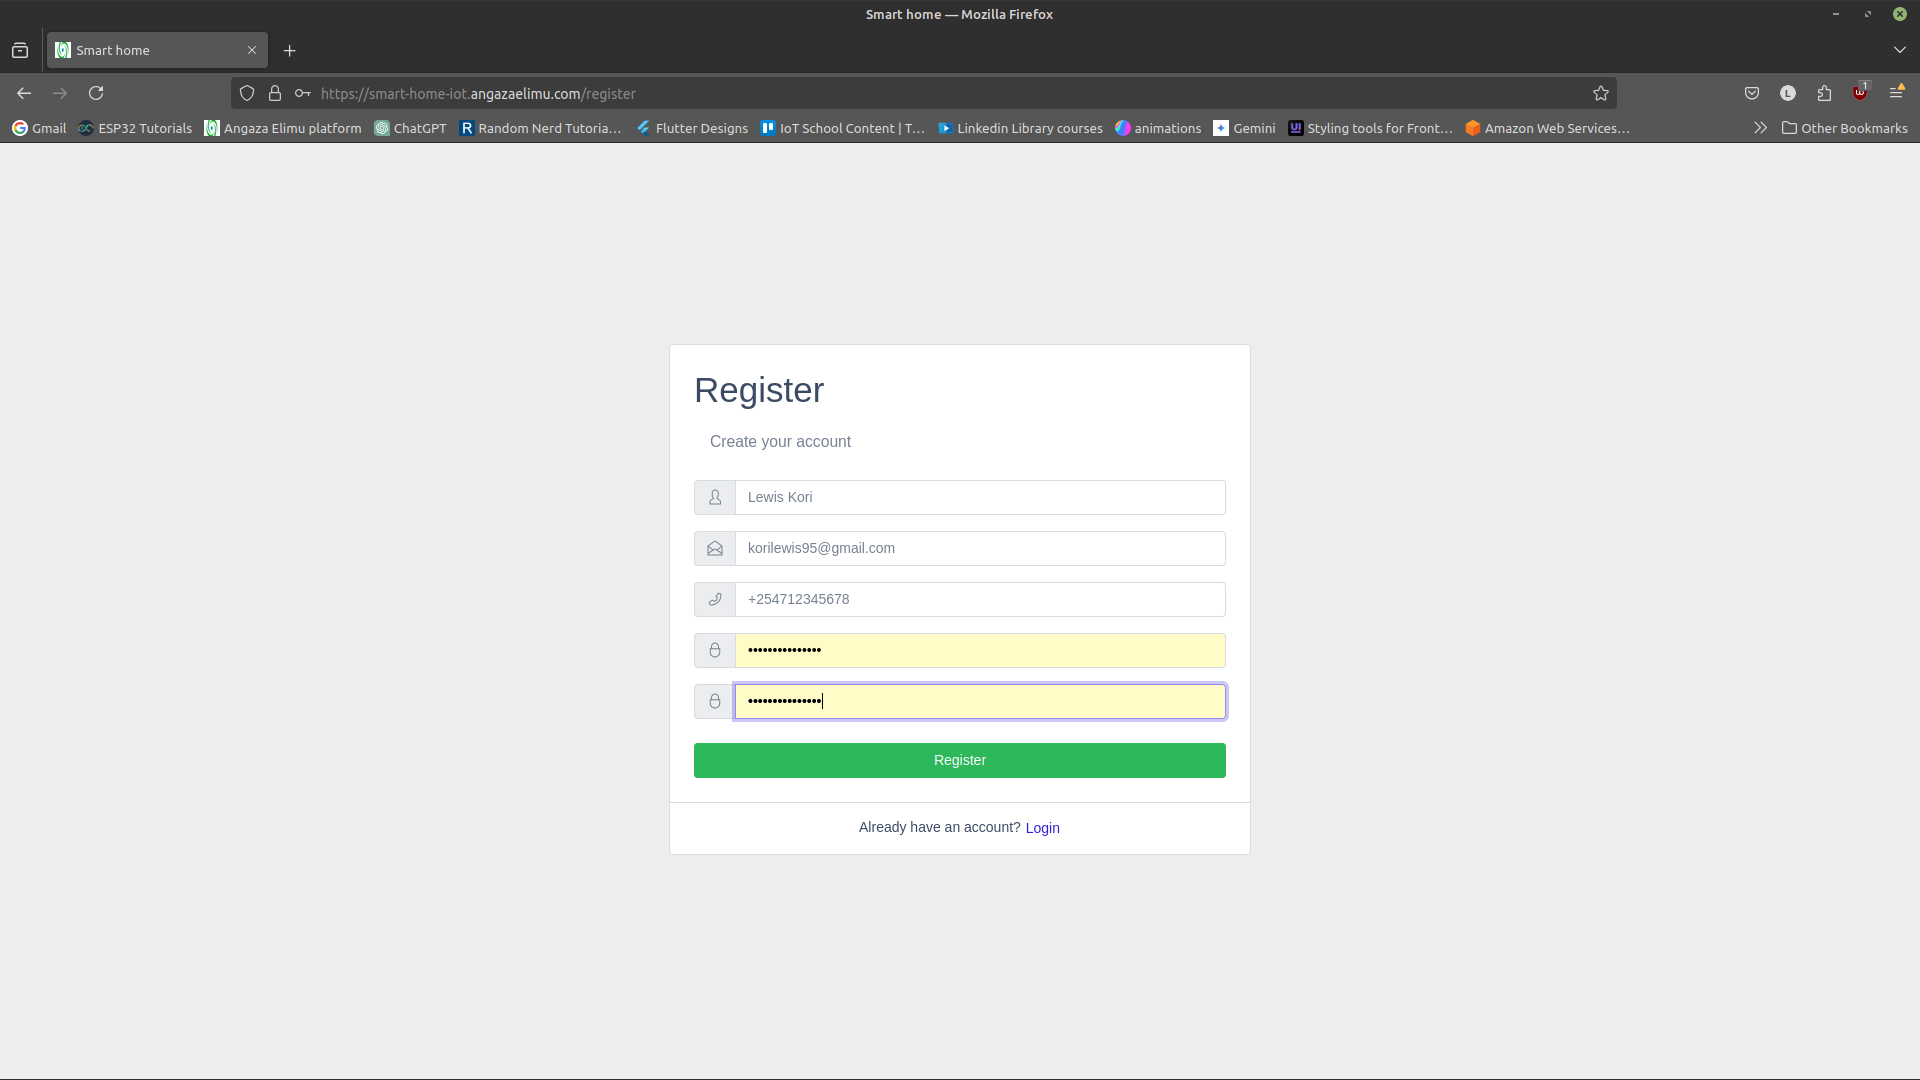 Smart home — Mozilla Firefox
Smart home
https://smart-home-iot.angazaelimu.com/register
L
1
Gmail ESP32 Tutorials Angaza Elimu platform ChatGPT R Random Nerd Tutoria… Flutter Designs IoT School Content | T… Linkedin Library courses animations Gemini UI Styling tools for Front… Amazon Web Services… Other Bookmarks
Register
Create your account
Lewis Kori
korilewis95@gmail.com
+254712345678
•••••••••••••••
•••••••••••••••
Register
Already have an account? Login